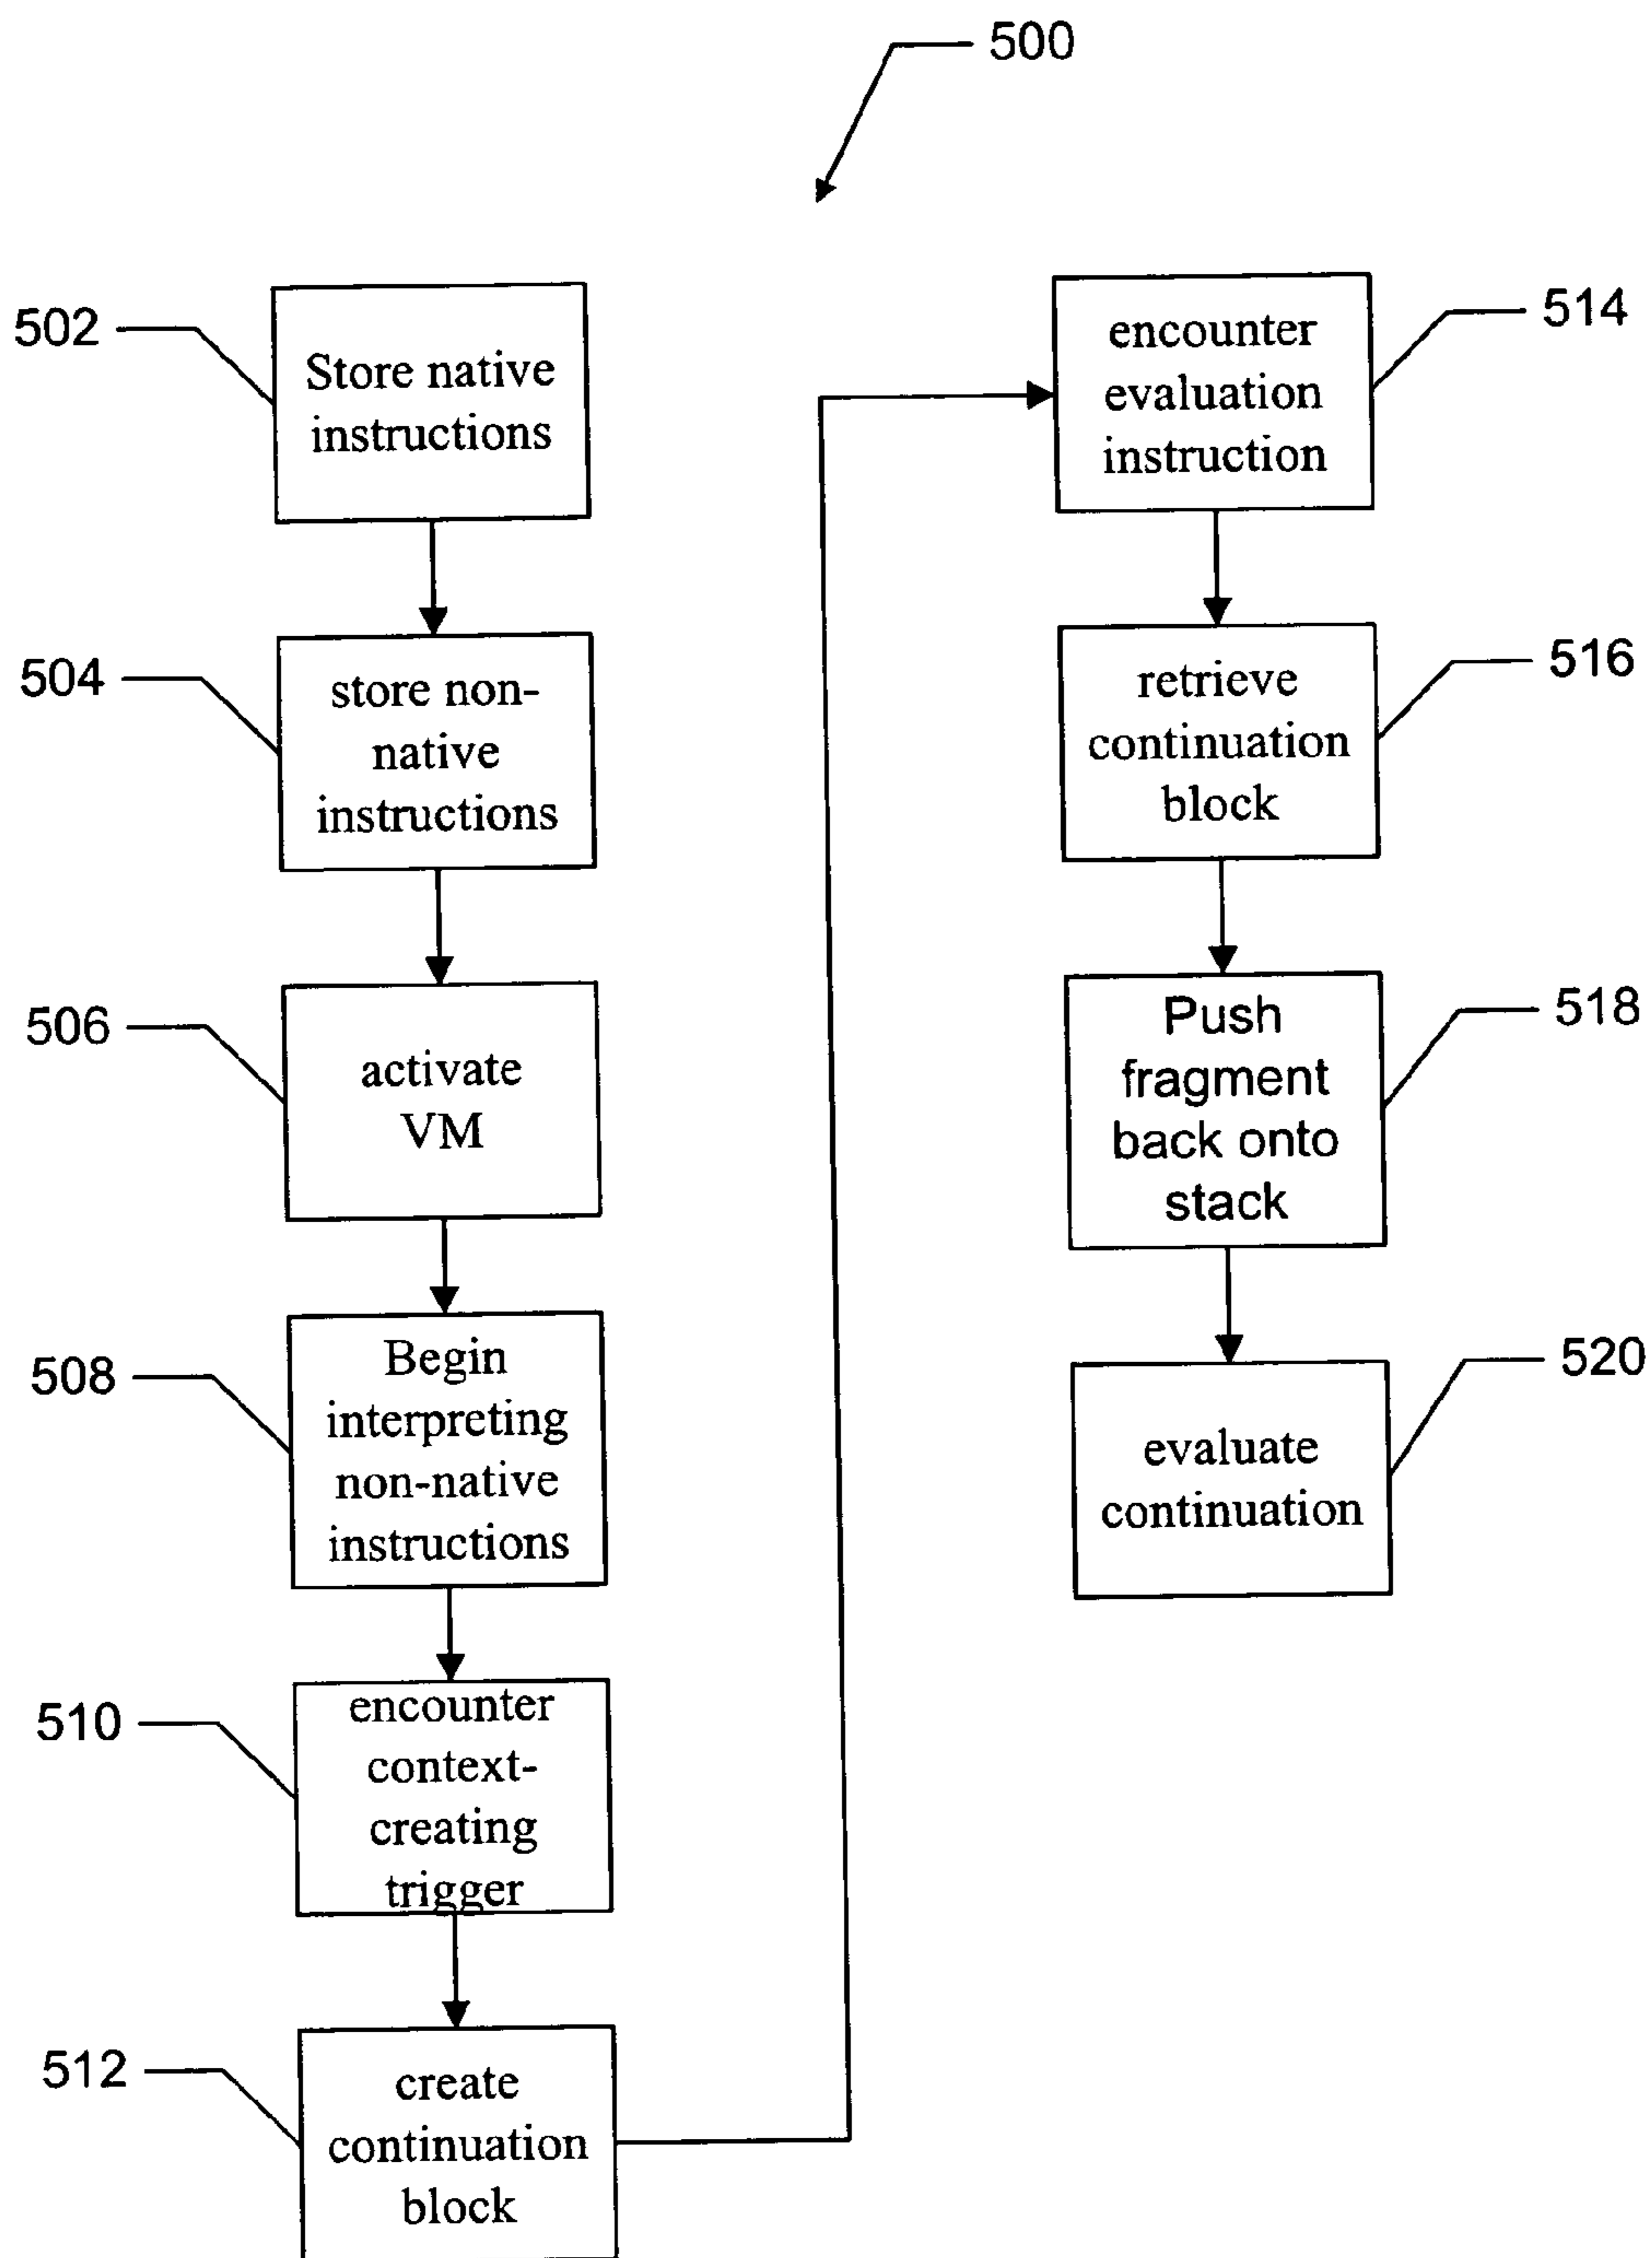 500
502
Store native
instructions
504
store non-
native
instructions
506
activate
VM
508
Begin
interpreting
non-native
instructions
510
encounter
context-
creating
trigger
512
create
continuation
block
514
encounter
evaluation
instruction
516
retrieve
continuation
block
518
Push
fragment
back onto
stack
520
evaluate
continuation